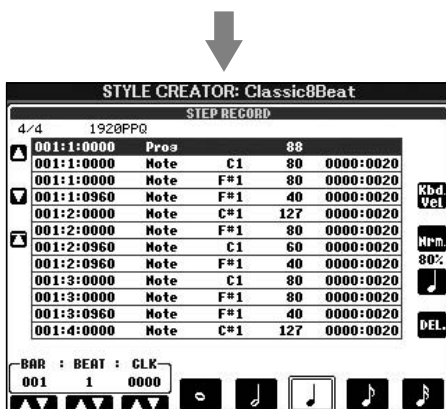 STYLE CREATOR: Classic8Beat
STEP RECORD
4/4 1920PPQ
001:1:0000 Prog 88
001:1:0000 Note C1 80 0000:0020
001:1:0000 Note F#1 80 0000:0020
001:1:0960 Note F#1 40 0000:0020
001:2:0000 Note C#1 127 0000:0020
001:2:0000 Note F#1 80 0000:0020
001:2:0960 Note C1 60 0000:0020
001:2:0960 Note F#1 40 0000:0020
001:3:0000 Note C1 80 0000:0020
001:3:0000 Note F#1 80 0000:0020
001:3:0960 Note F#1 40 0000:0020
001:4:0000 Note C#1 127 0000:0020
Kbd.
Vel
Nrm.
80%
DEL.
BAR : BEAT : CLK
001 1 0000